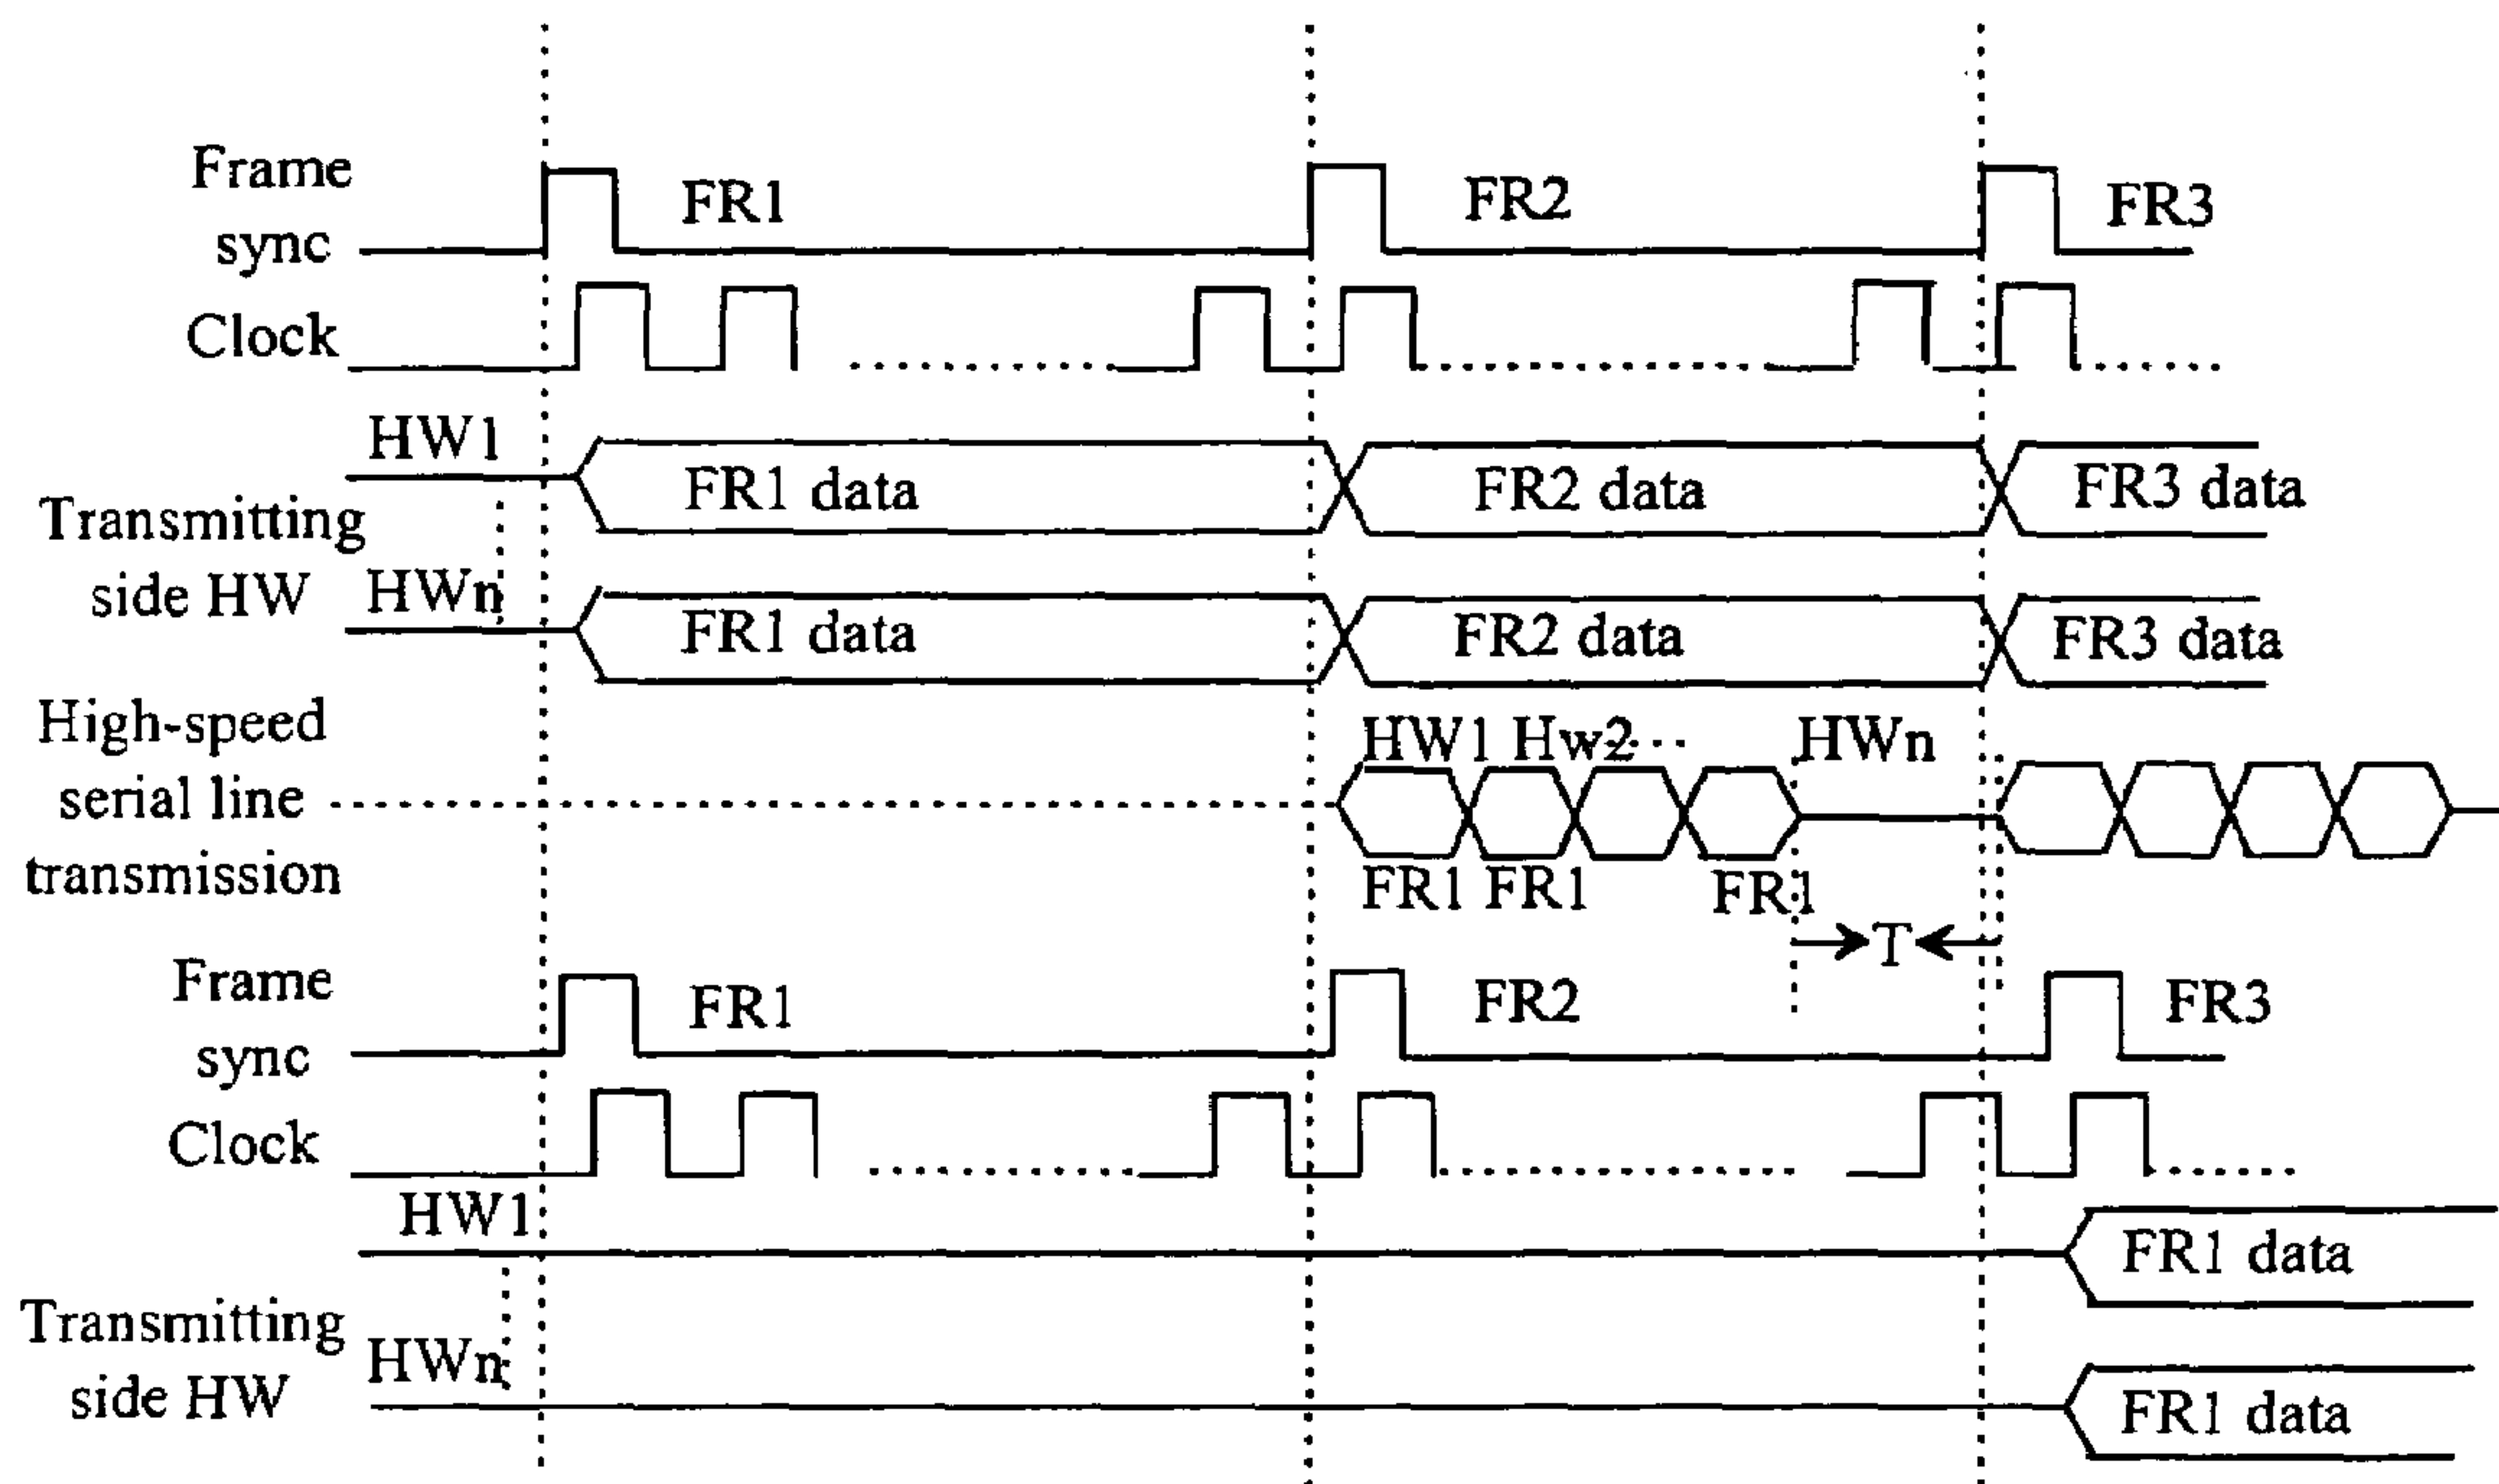 Frame
sync
FR1
FR2
FR3
Clock
HW1
FR1 data
FR2 data
FR3 data
Transmitting
side HW
HWn
FR1 data
FR2 data
FR3 data
High-speed
serial line
transmission
HW1 Hw2... HWn
FR1 FR1 FR1
T
Frame
sync
FR1
FR2
FR3
Clock
HW1
FR1 data
Transmitting
side HW
HWn
FR1 data